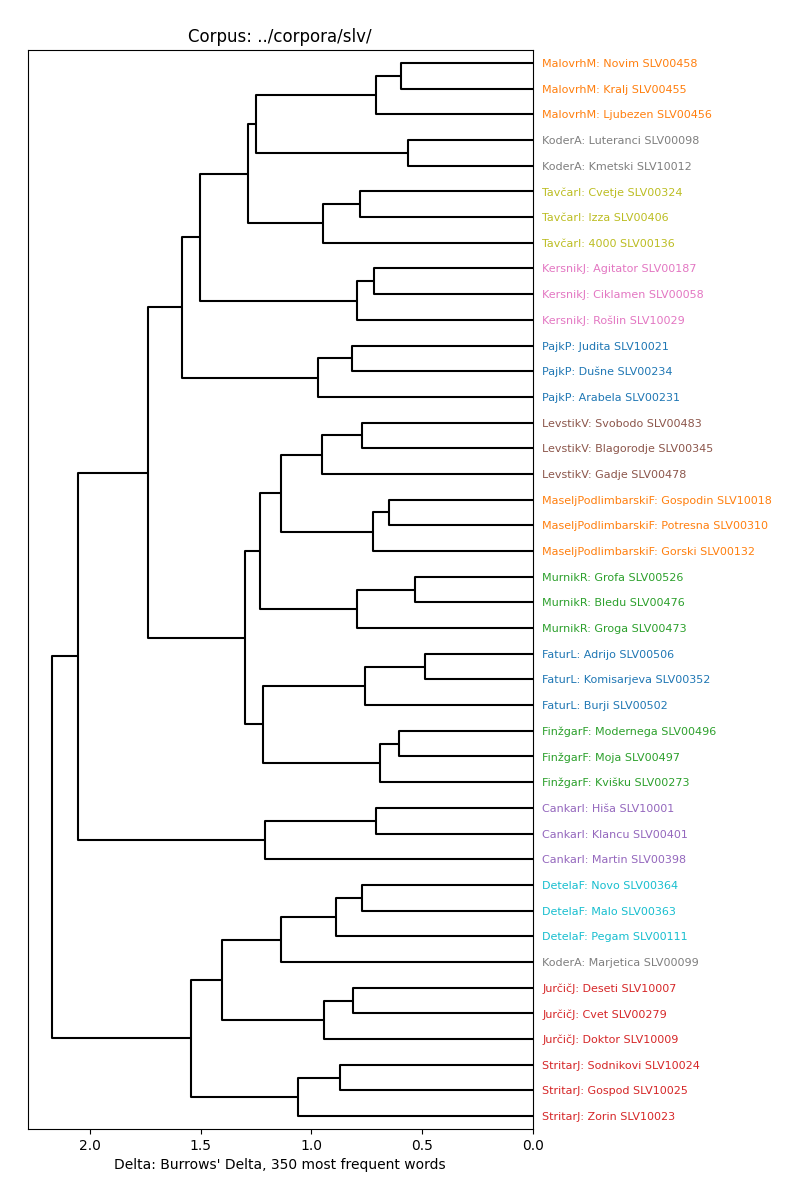 Corpus: ../corpora/slv/
MalovrhM: Novim SLV00458
MalovrhM: Kralj SLV00455
MalovrhM: Ljubezen SLV00456
KoderA: Luteranci SLV00098
KoderA: Kmetski SLV10012
TavčarI: Cvetje SLV00324
TavčarI: Izza SLV00406
TavčarI: 4000 SLV00136
KersnikJ: Agitator SLV00187
KersnikJ: Ciklamen SLV00058
KersnikJ: Rošlin SLV10029
PajkP: Judita SLV10021
PajkP: Dušne SLV00234
PajkP: Arabela SLV00231
LevstikV: Svobodo SLV00483
LevstikV: Blagorodje SLV00345
LevstikV: Gadje SLV00478
MaseljPodlimbarskiF: Gospodin SLV10018
MaseljPodlimbarskiF: Potresna SLV00310
MaseljPodlimbarskiF: Gorski SLV00132
MurnikR: Grofa SLV00526
MurnikR: Bledu SLV00476
MurnikR: Groga SLV00473
FaturL: Adrijo SLV00506
FaturL: Komisarjeva SLV00352
FaturL: Burji SLV00502
FinžgarF: Modernega SLV00496
FinžgarF: Moja SLV00497
FinžgarF: Kvišku SLV00273
CankarI: Hiša SLV10001
CankarI: Klancu SLV00401
CankarI: Martin SLV00398
DetelaF: Novo SLV00364
DetelaF: Malo SLV00363
DetelaF: Pegam SLV00111
KoderA: Marjetica SLV00099
JurčičJ: Deseti SLV10007
JurčičJ: Cvet SLV00279
JurčičJ: Doktor SLV10009
StritarJ: Sodnikovi SLV10024
StritarJ: Gospod SLV10025
StritarJ: Zorin SLV10023
2.0 1.5 1.0 0.5 0.0
Delta: Burrows' Delta, 350 most frequent words